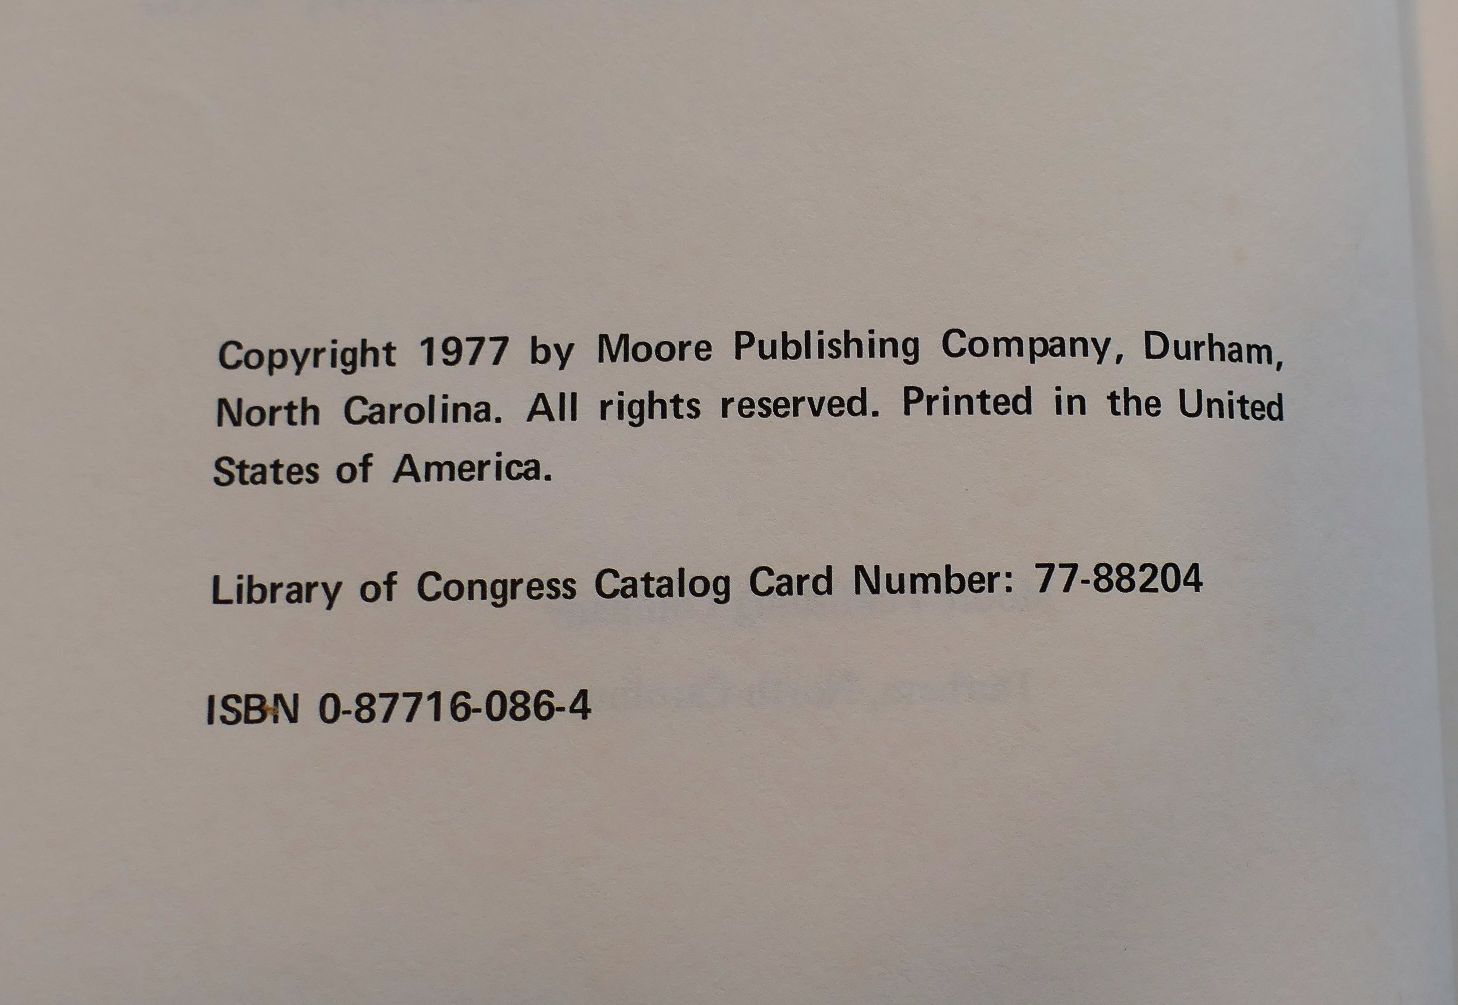 Copyright 1977 by Moore Publishing Company, Durham,
North Carolina. All rights reserved. Printed in the United
States of America.
Library of Congress Catalog Card Number: 77-88204
ISBN 0-87716-086-4